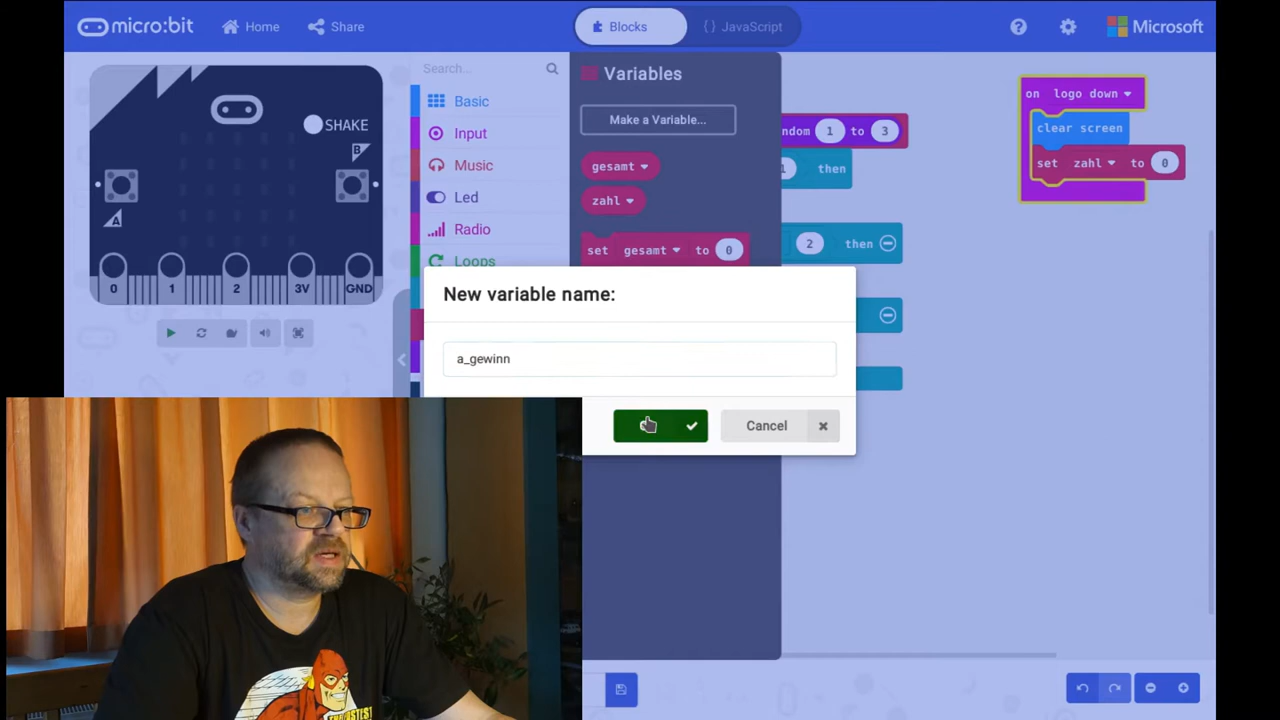 micro:bit Home Share Blocks {} JavaScript ? Microsoft
Search...
Basic
Input
Music
Led
Radio
Loops
SHAKE
B
A
0 1 2 3V GND
Variables
Make a Variable...
gesamt
zahl
set gesamt to 0
1 to 3
then
2 then
on logo down
clear screen
set zahl to 0
New variable name:
a_gewinn
Cancel